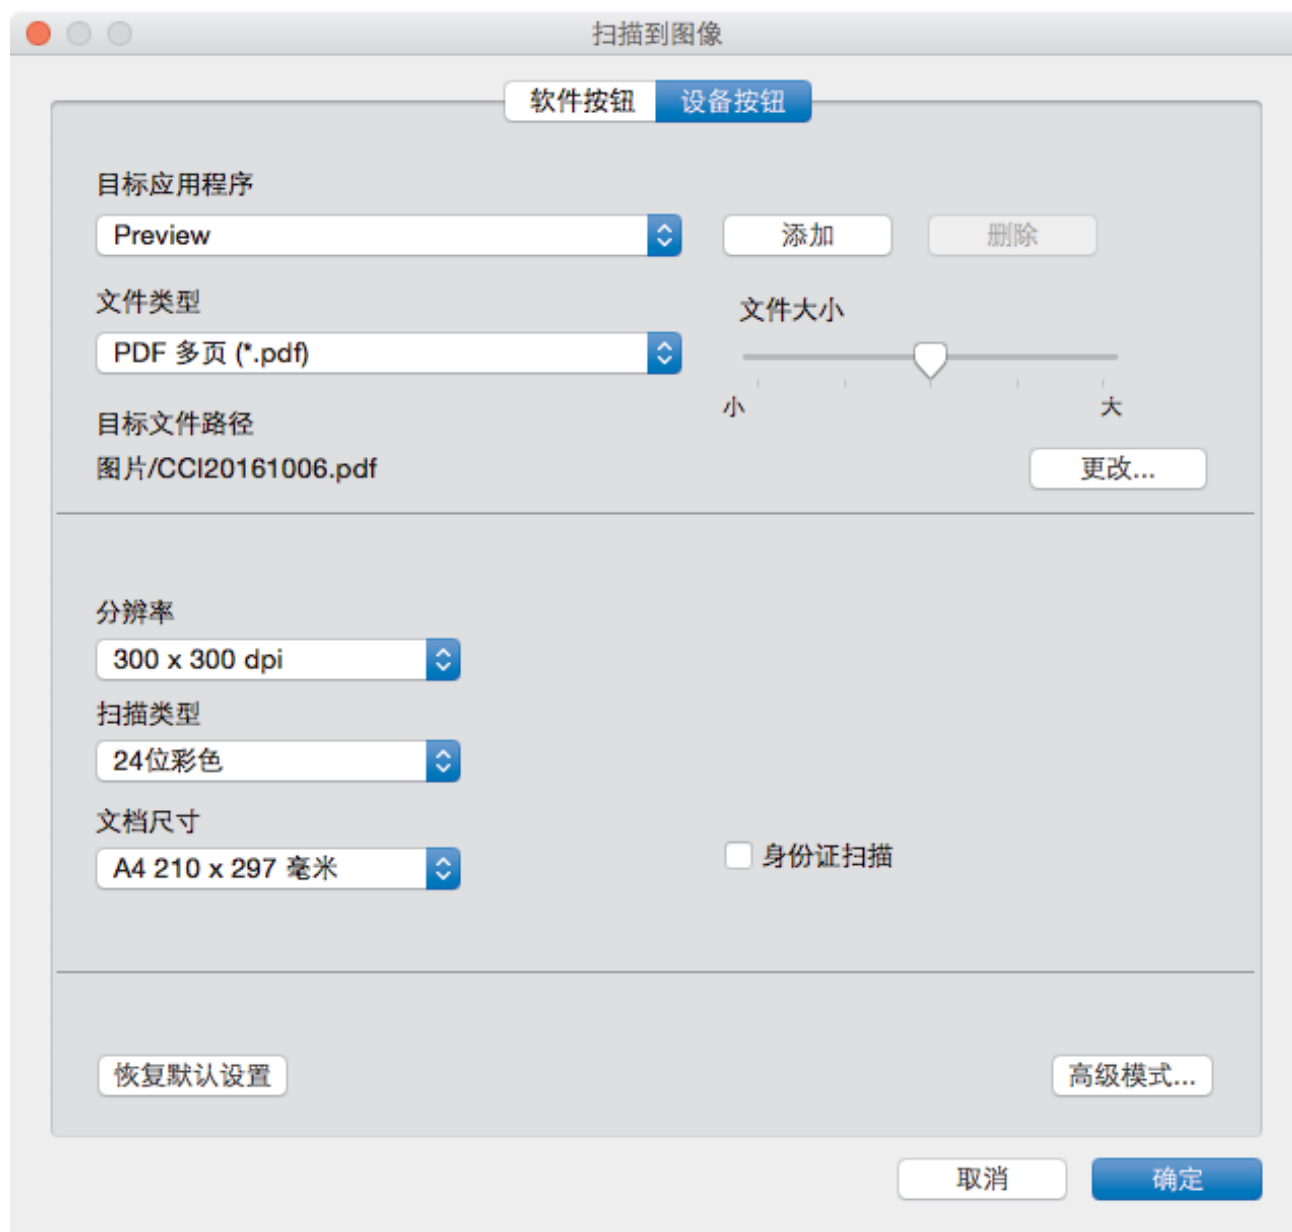 扫描到图像
软件按钮 设备按钮
目标应用程序
Preview 添加 删除
文件类型 文件大小
PDF 多页 (*.pdf)
小 大
目标文件路径
图片/CCI20161006.pdf 更改...
分辨率
300 x 300 dpi
扫描类型
24位彩色
文档尺寸
A4 210 x 297 毫米 身份证扫描
恢复默认设置 高级模式...
取消 确定